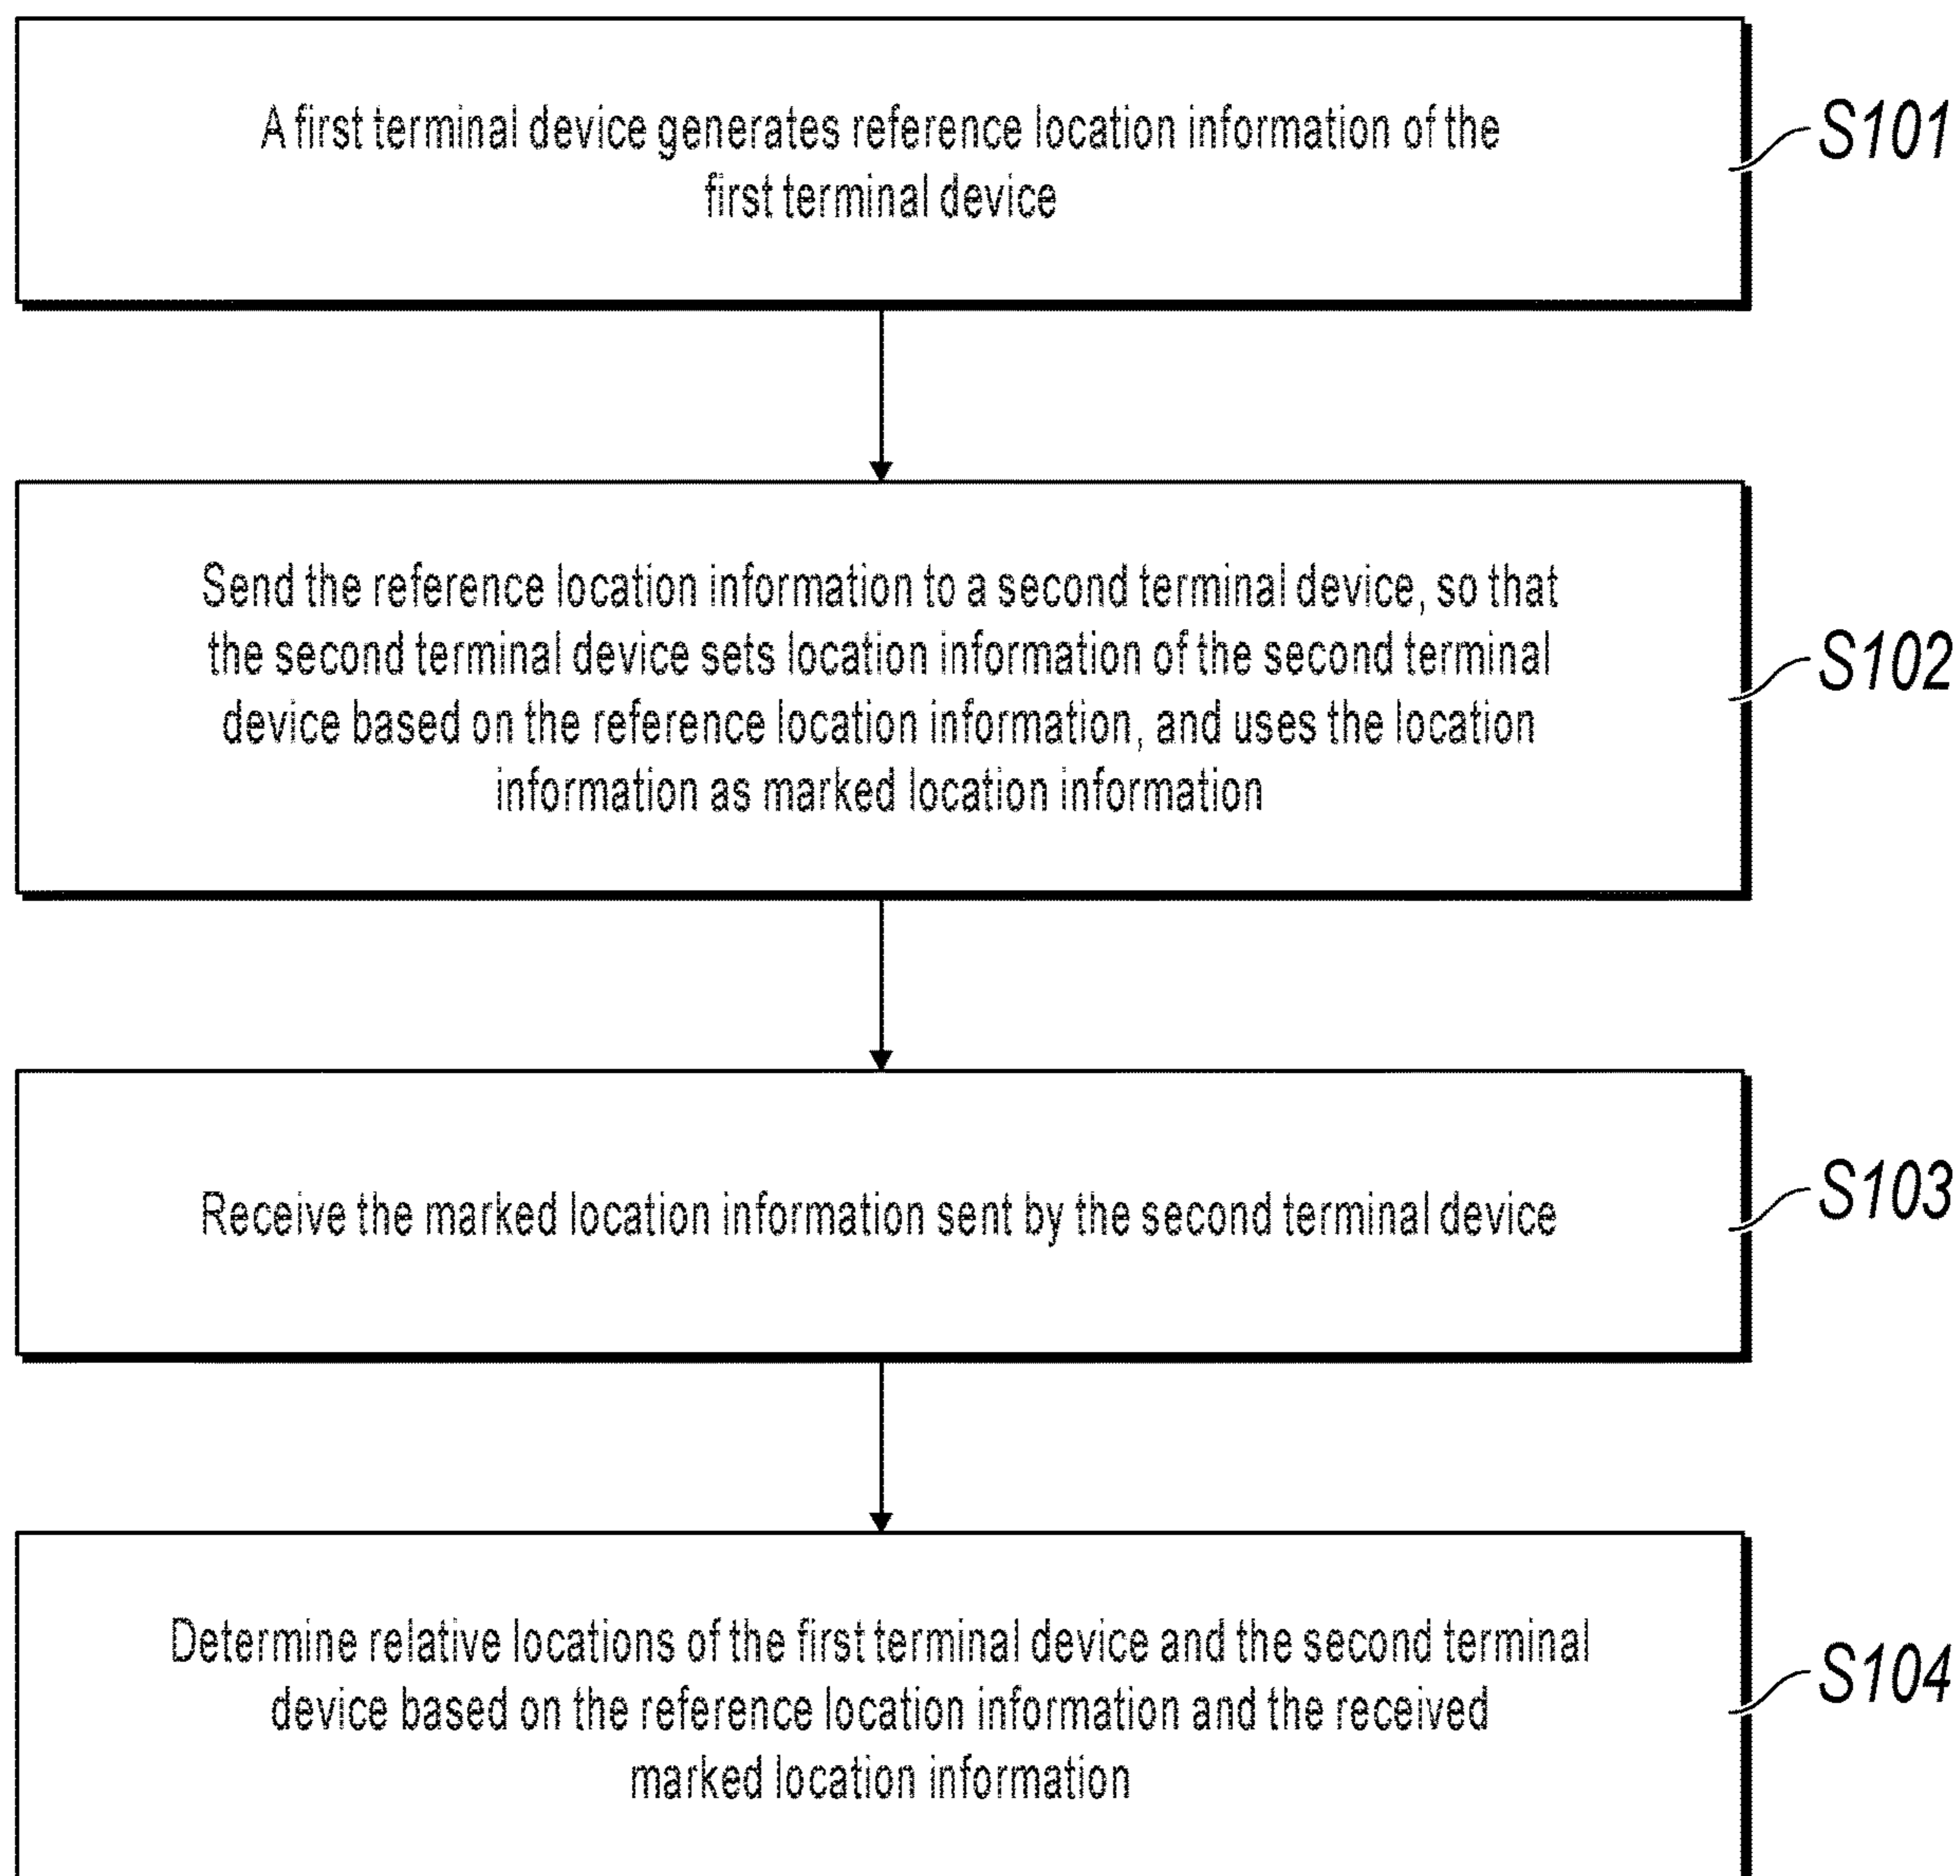 A first terminal device generates reference location information of the
first terminal device
S101
Send the reference location information to a second terminal device, so that
the second terminal device sets location information of the second terminal
device based on the reference location information, and uses the location
information as marked location information
S102
Receive the marked location information sent by the second terminal device
S103
Determine relative locations of the first terminal device and the second terminal
device based on the reference location information and the received
marked location information
S104